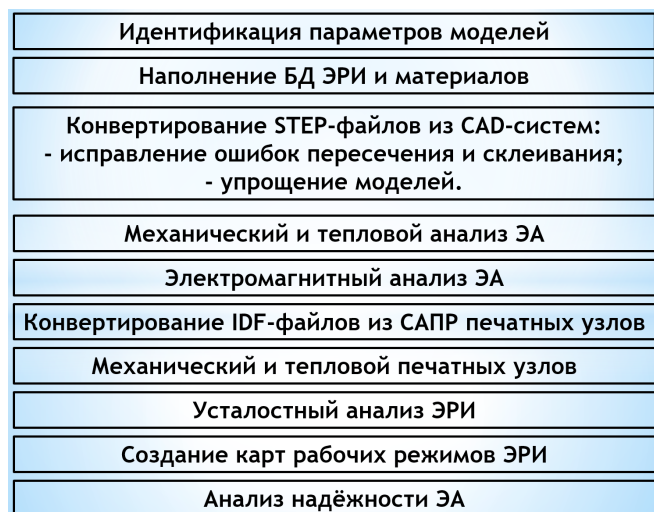 Идентификация параметров моделей
Наполнение БД ЭРИ и материалов
Конвертирование STEP-файлов из CAD-систем:
- исправление ошибок пересечения и склеивания;
- упрощение моделей.
Механический и тепловой анализ ЭА
Электромагнитный анализ ЭА
Конвертирование IDF-файлов из САПР печатных узлов
Механический и тепловой печатных узлов
Усталостный анализ ЭРИ
Создание карт рабочих режимов ЭРИ
Анализ надёжности ЭА